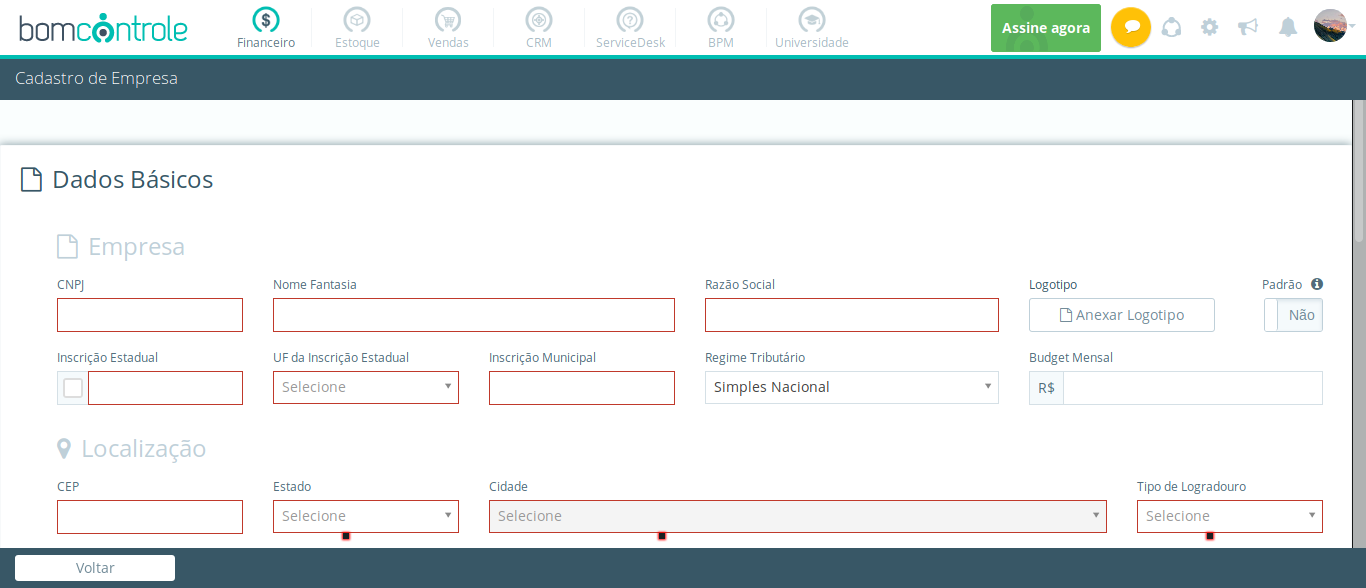 bomcontrole
$
Financeiro
Estoque
Vendas
CRM
?
ServiceDesk
BPM
Universidade
Assine agora
Cadastro de Empresa
Dados Básicos
Empresa
CNPJ
Nome Fantasia
Razão Social
Logotipo
Padrão
Anexar Logotipo
Não
Inscrição Estadual
UF da Inscrição Estadual
Inscrição Municipal
Regime Tributário
Budget Mensal
Selecione
Simples Nacional
R$
Localização
CEP
Estado
Cidade
Tipo de Logradouro
Selecione
Selecione
Selecione
Voltar